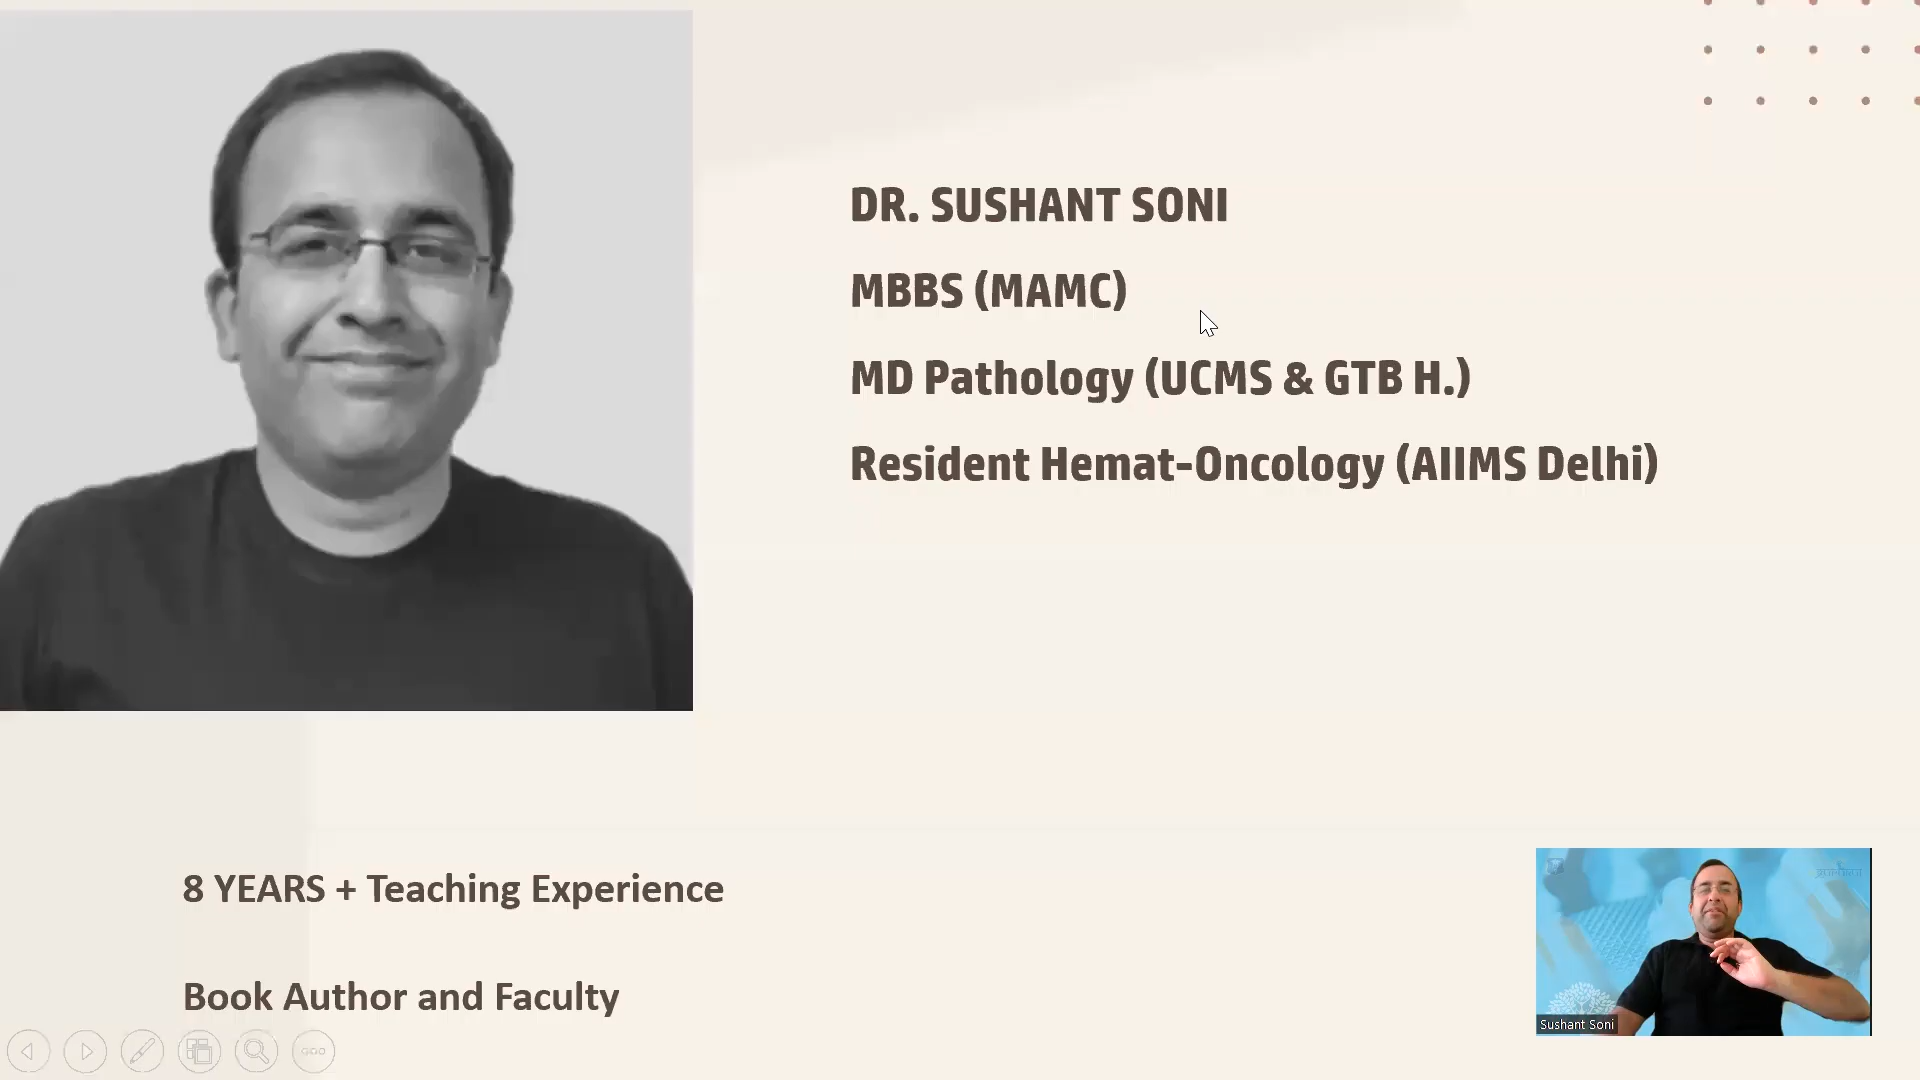 DR. SUSHANT SONI
MBBS (MAMC)
MD Pathology (UCMS & GTB H.)
Resident Hemat-Oncology (AIIMS Delhi)
8 YEARS + Teaching Experience
Book Author and Faculty
Sushant Soni